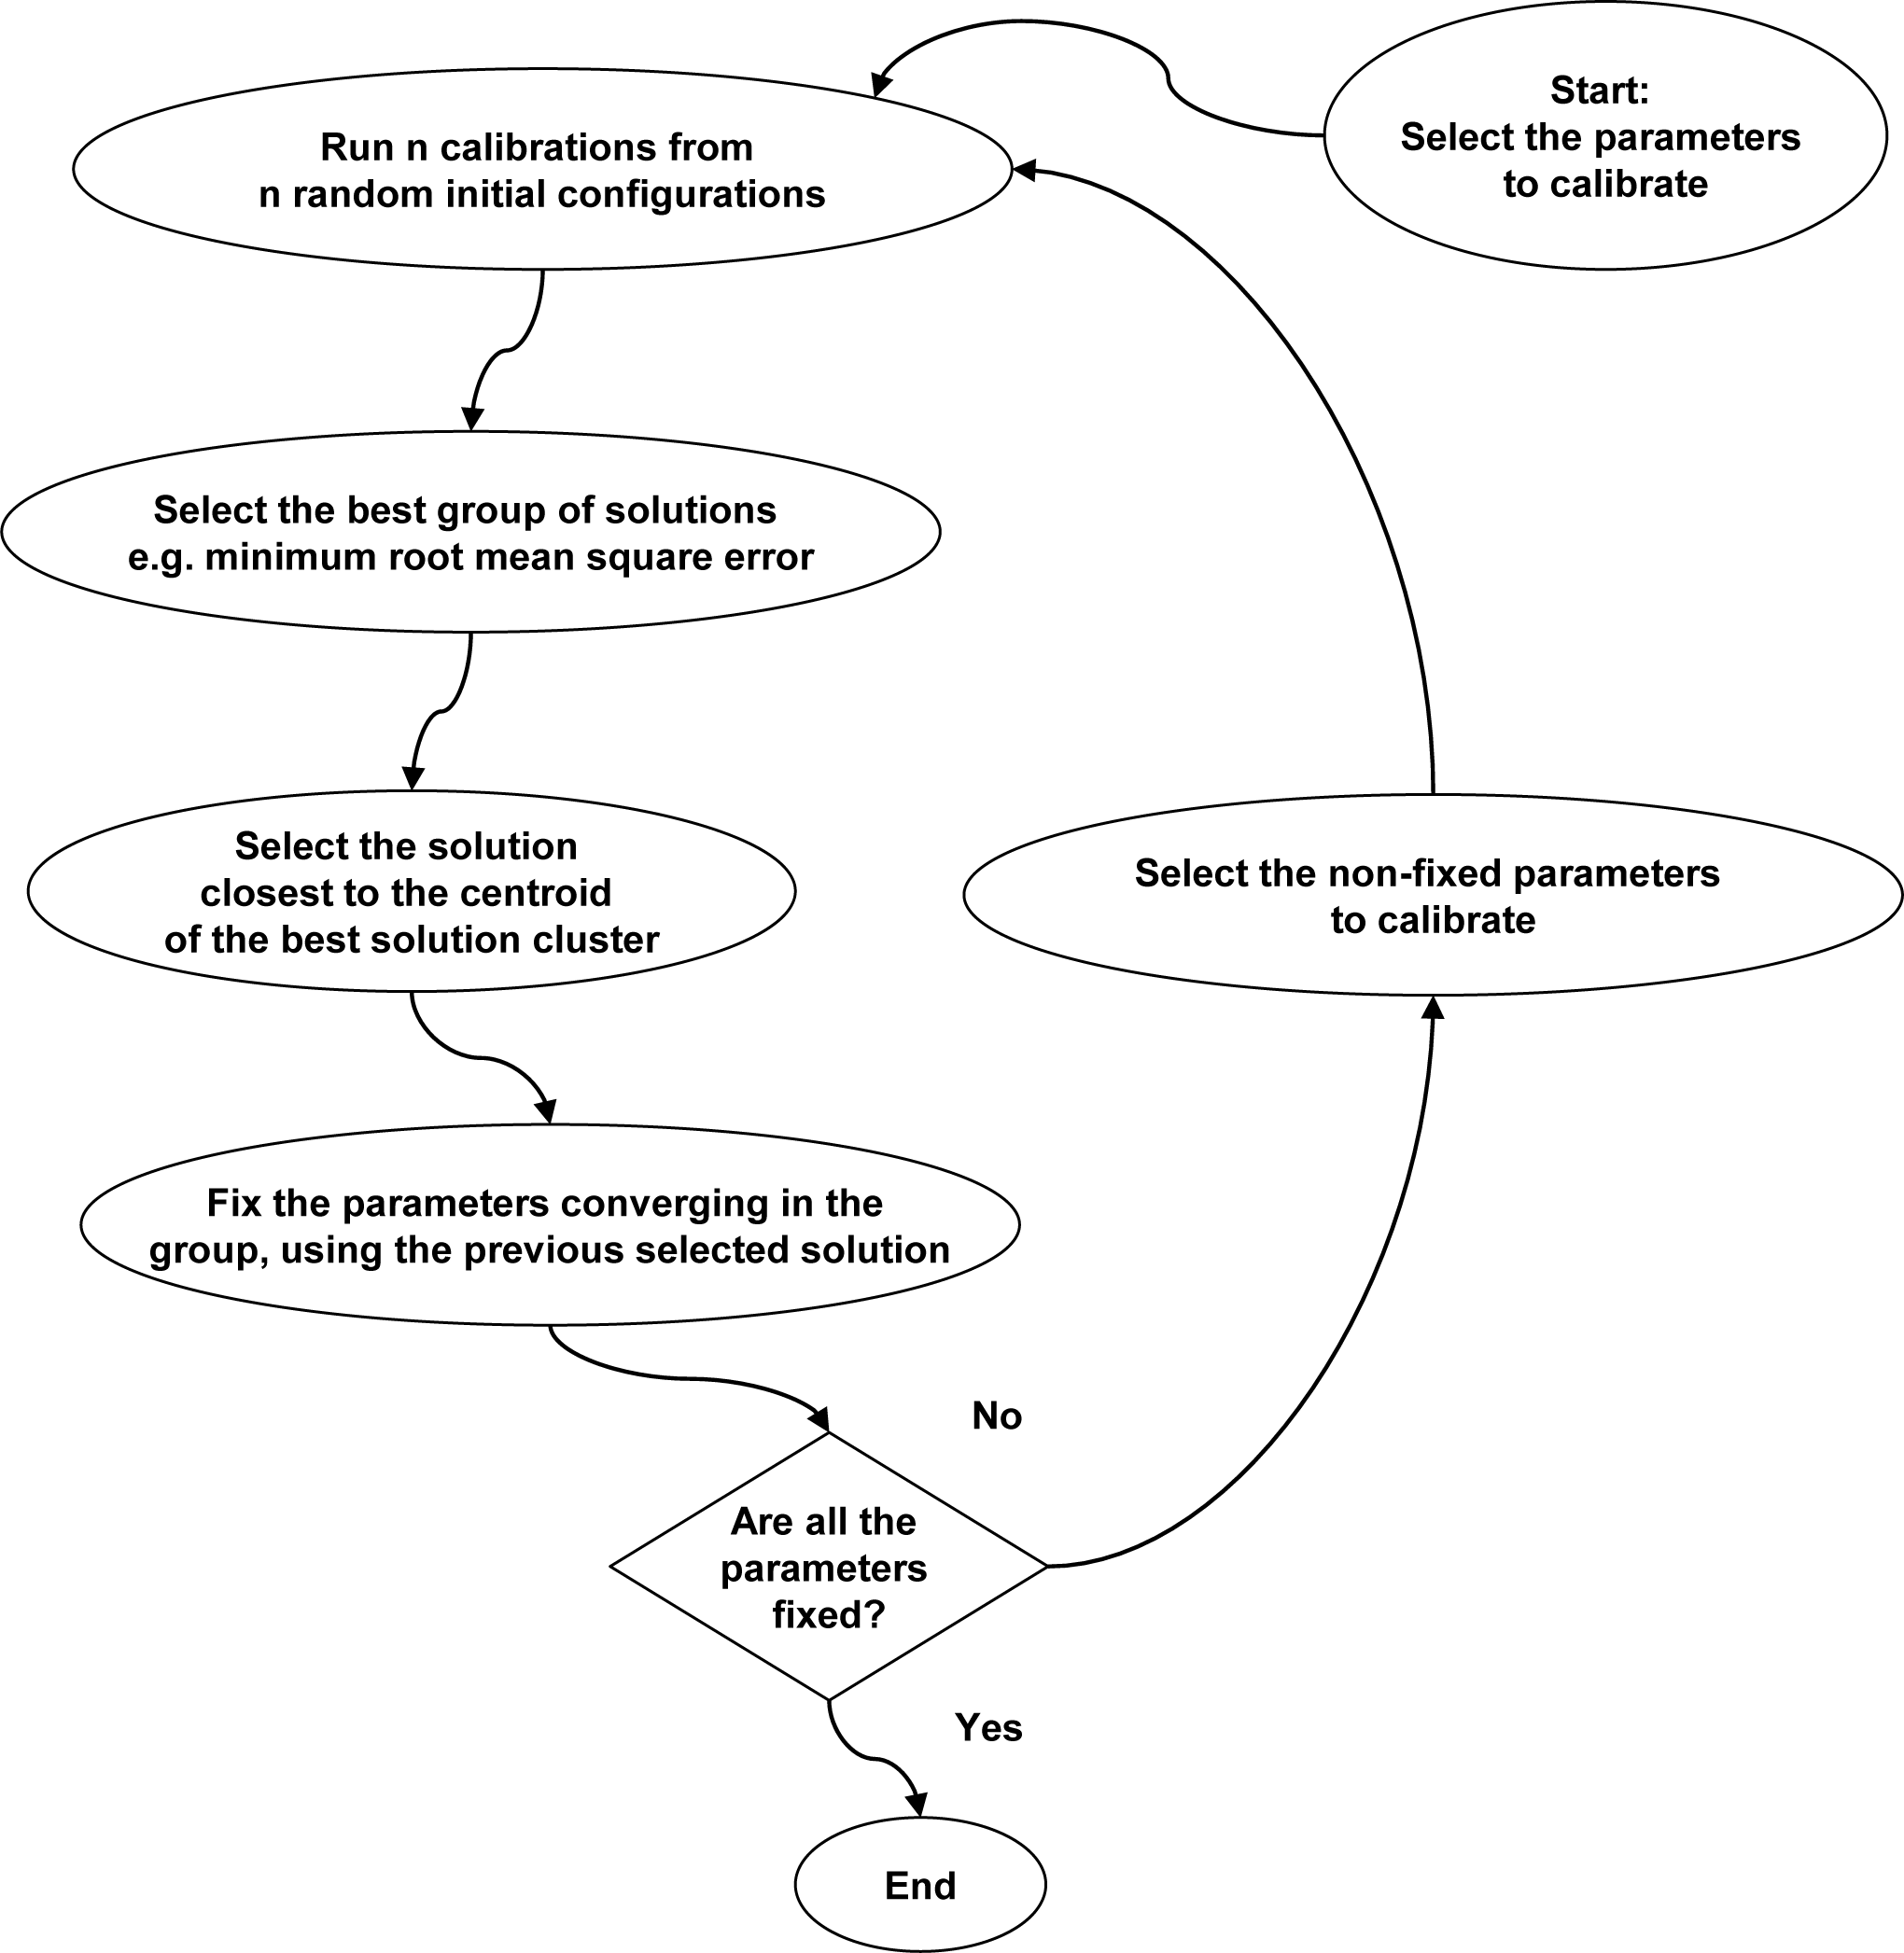 Start:
Select the parameters
to calibrate
Run n calibrations from
n random initial configurations
Select the best group of solutions
e.g. minimum root mean square error
Select the solution
closest to the centroid
of the best solution cluster
Select the non-fixed parameters
to calibrate
Fix the parameters converging in the
group, using the previous selected solution
No
Are all the
parameters
fixed?
Yes
End